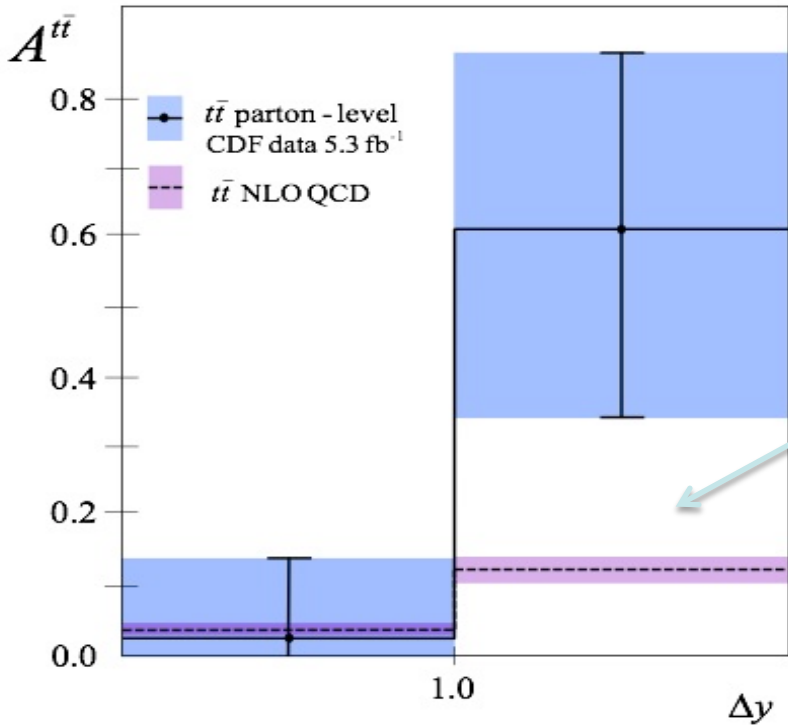 A^{tt̄}
0.8
0.6
0.4
0.2
0.0
tt̄ parton - level
CDF data 5.3 fb⁻¹
tt̄ NLO QCD
1.0
Δy